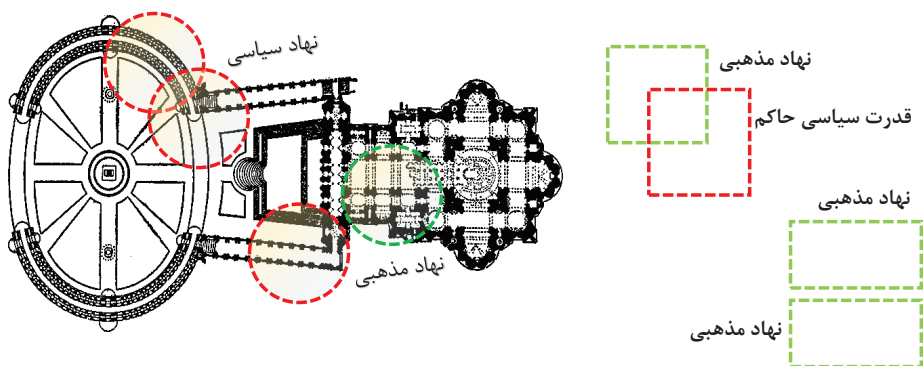 نهاد سیاسی
نهاد مذهبی
نهاد مذهبی
قدرت سیاسی حاکم
نهاد مذهبی
نهاد مذهبی